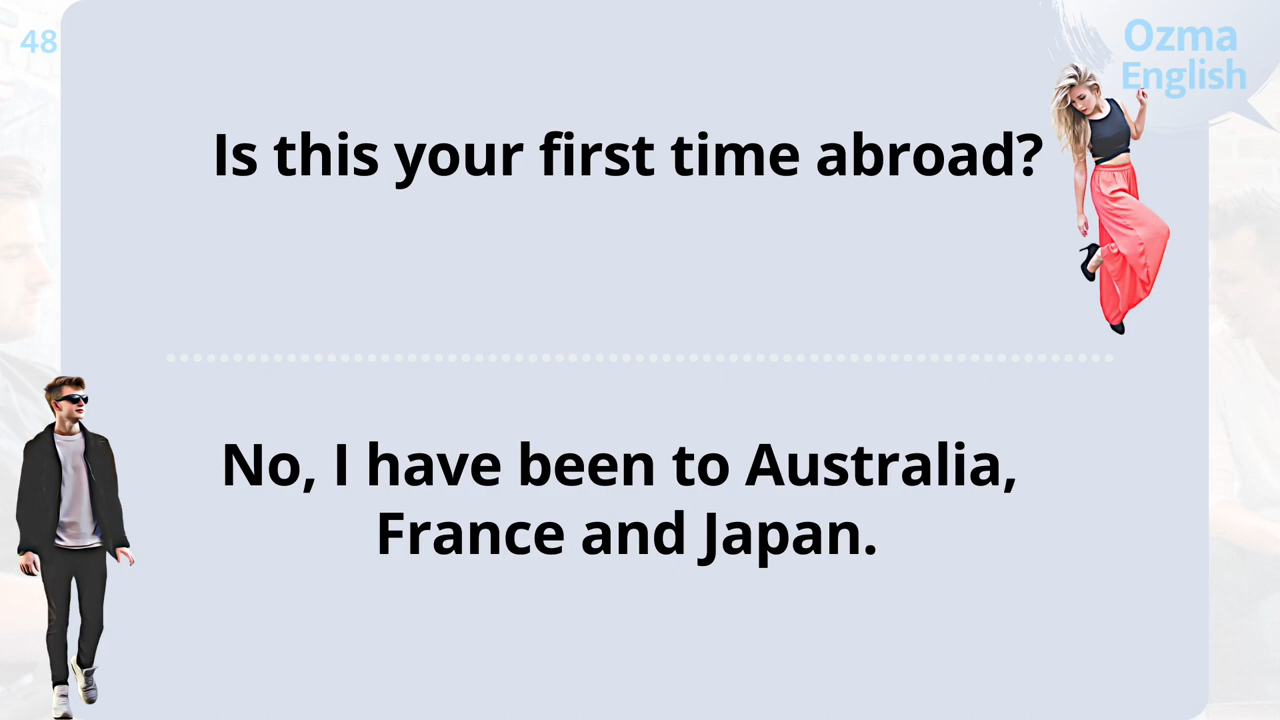 48
Ozma
English
Is this your first time abroad?
No, I have been to Australia,
France and Japan.